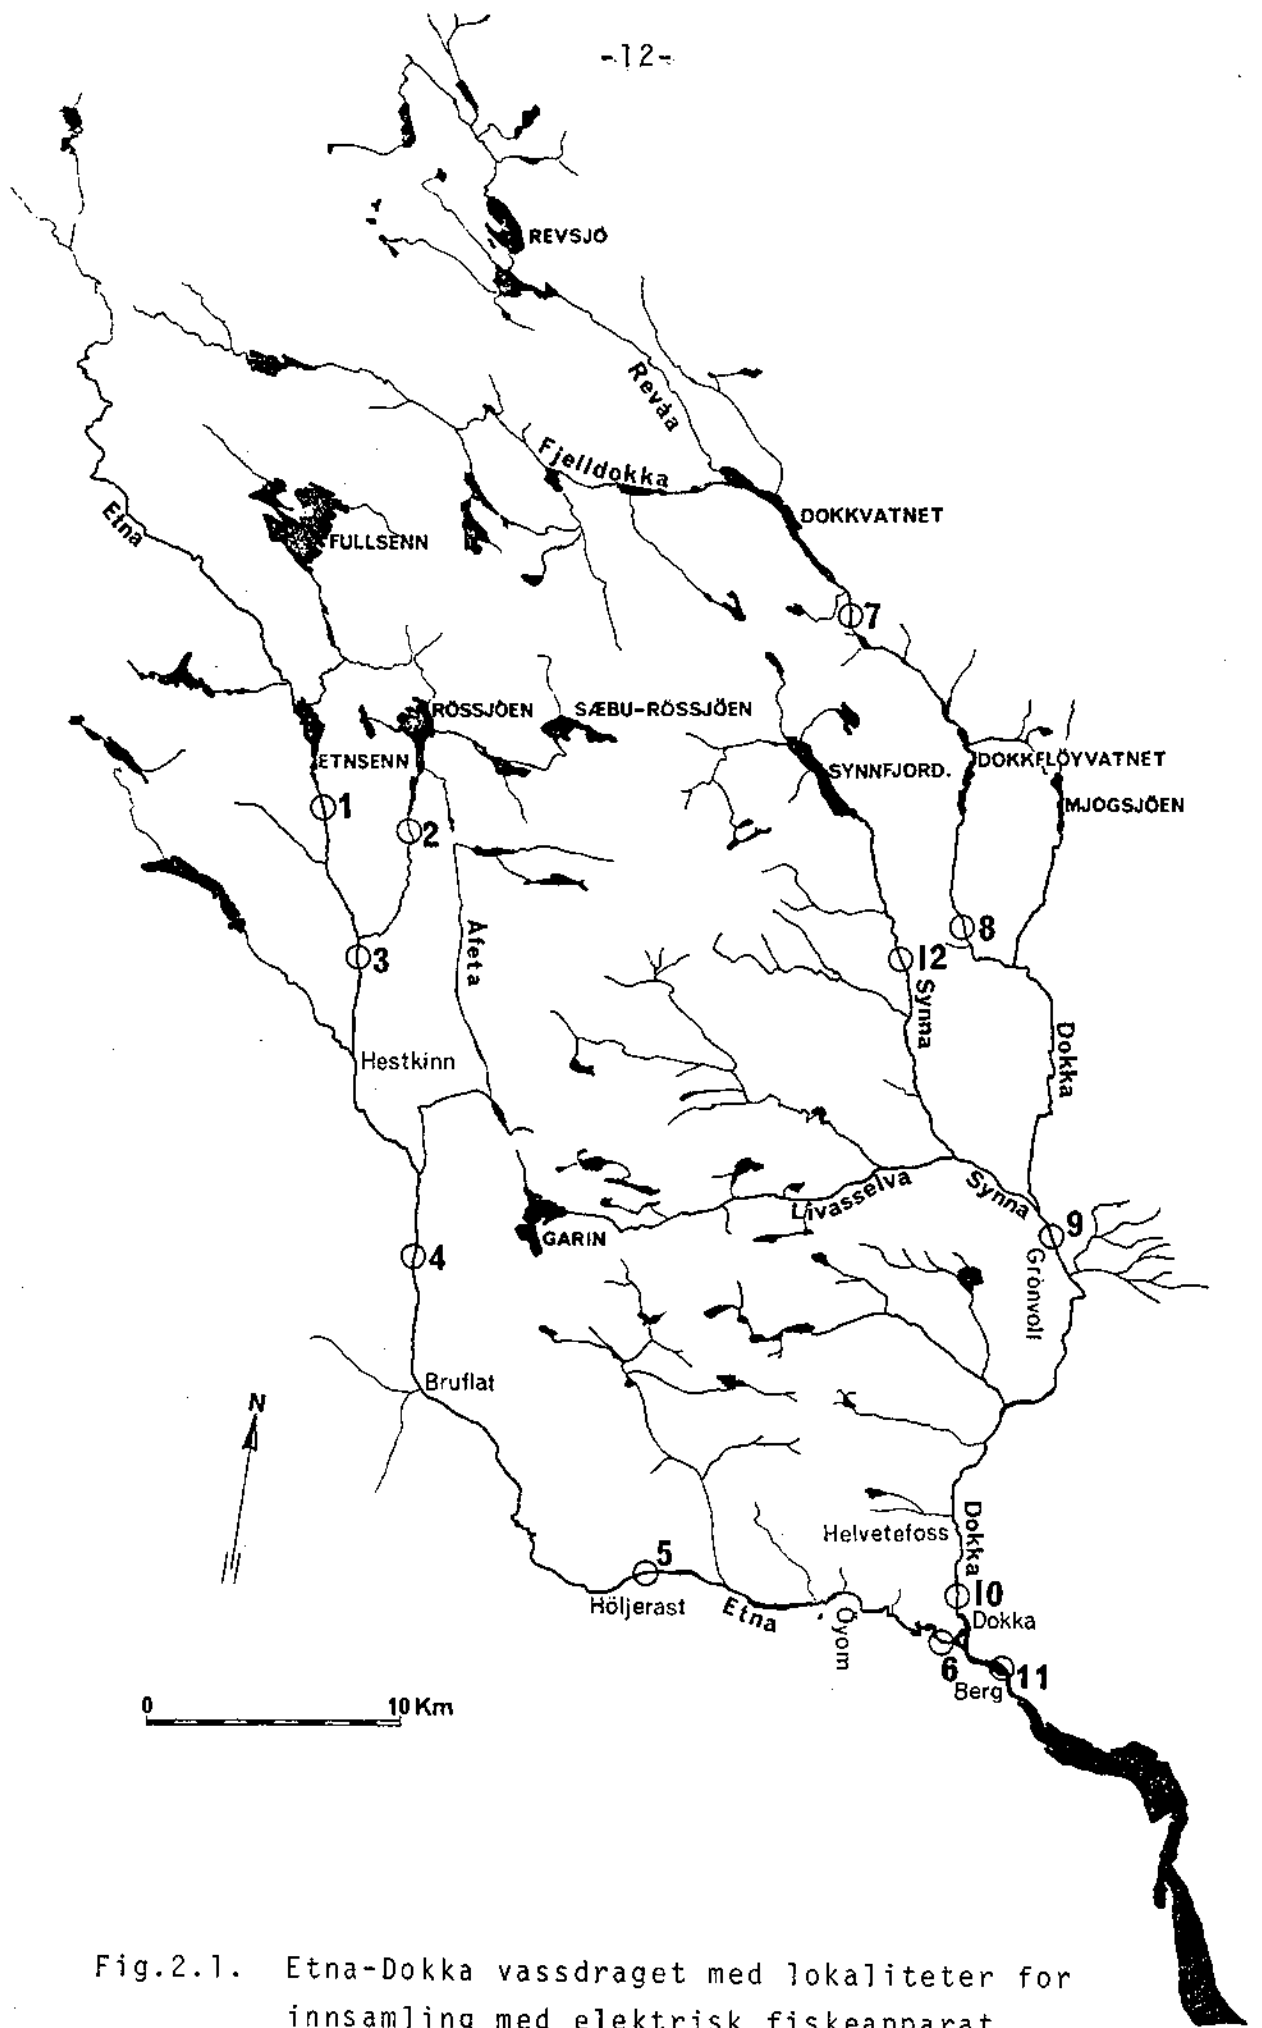 -12-
REVSJÖ
Revåa
Fjelldokka
DOKKVATNET
Etna
FULLSENN
7
RÖSSJÖEN
SÆBU-RÖSSJÖEN
ETNSENN
SYNNFJORD.
DOKKFLÖYVATNET
MJOGSJÖEN
1
2
8
Åfeta
3
12
Synna
Hestkinn
Dokka
Livasselva
Synna
9
GARIN
4
Grönvoll
Bruflat
N
Dokka
Helvetefoss
5
10
Höljerast
Etna
Öyom
Dokka
6
11
Berg
0 10 Km
Fig.2.1. Etna-Dokka vassdraget med lokaliteter for
innsamling med elektrisk fiskeapparat